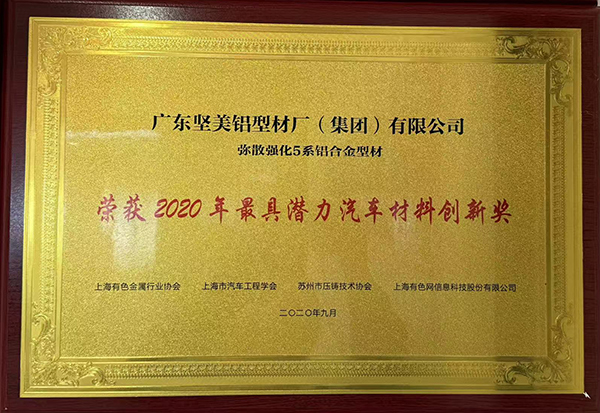 广东坚美铝型材厂（集团）有限公司
弥散强化5系铝合金型材
荣获2020年最具潜力汽车材料创新奖
上海有色金属行业协会 上海市汽车工程学会 苏州市压铸技术协会 上海有色网信息科技股份有限公司
二〇二〇年九月